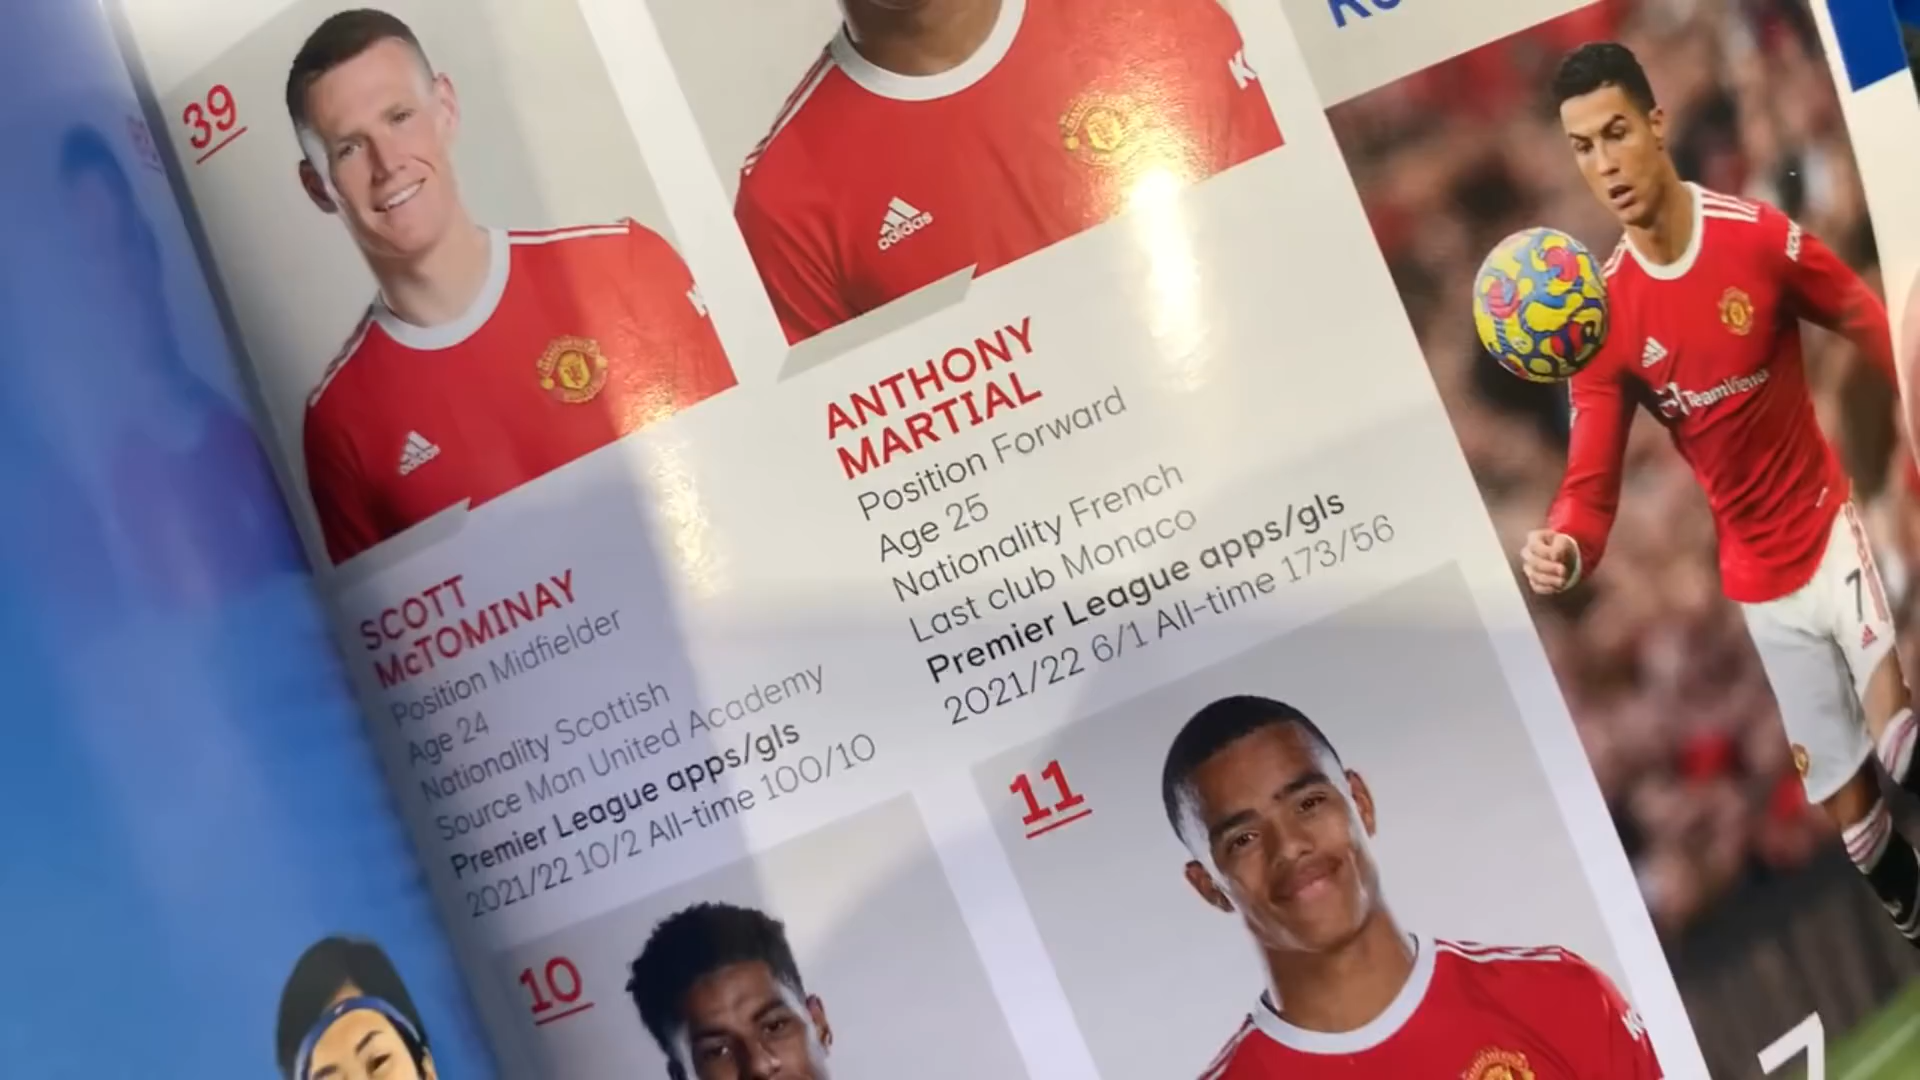 39
adidas
SCOTT
McTOMINAY
Position Midfielder
Age 24
Nationality Scottish
Source Man United Academy
Premier League apps/gls
2021/22 10/2 All-time 100/10
adidas
ANTHONY
MARTIAL
Position Forward
Age 25
Nationality French
Last club Monaco
Premier League apps/gls
2021/22 6/1 All-time 173/56
10
11
TeamViewer
7
7